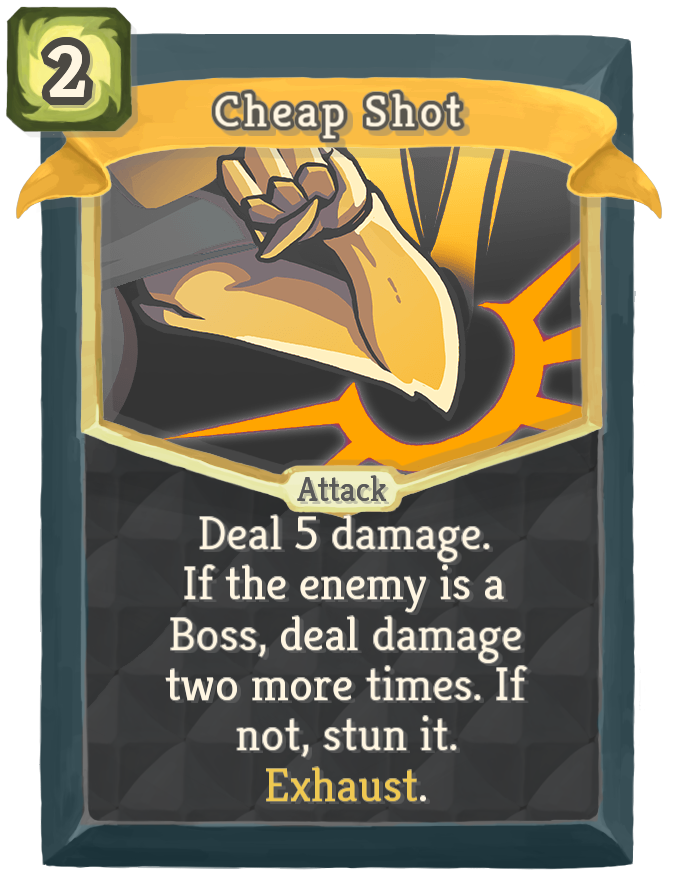 2
Cheap Shot
Attack
Deal 5 damage.
If the enemy is a
Boss, deal damage
two more times. If
not, stun it.
Exhaust.